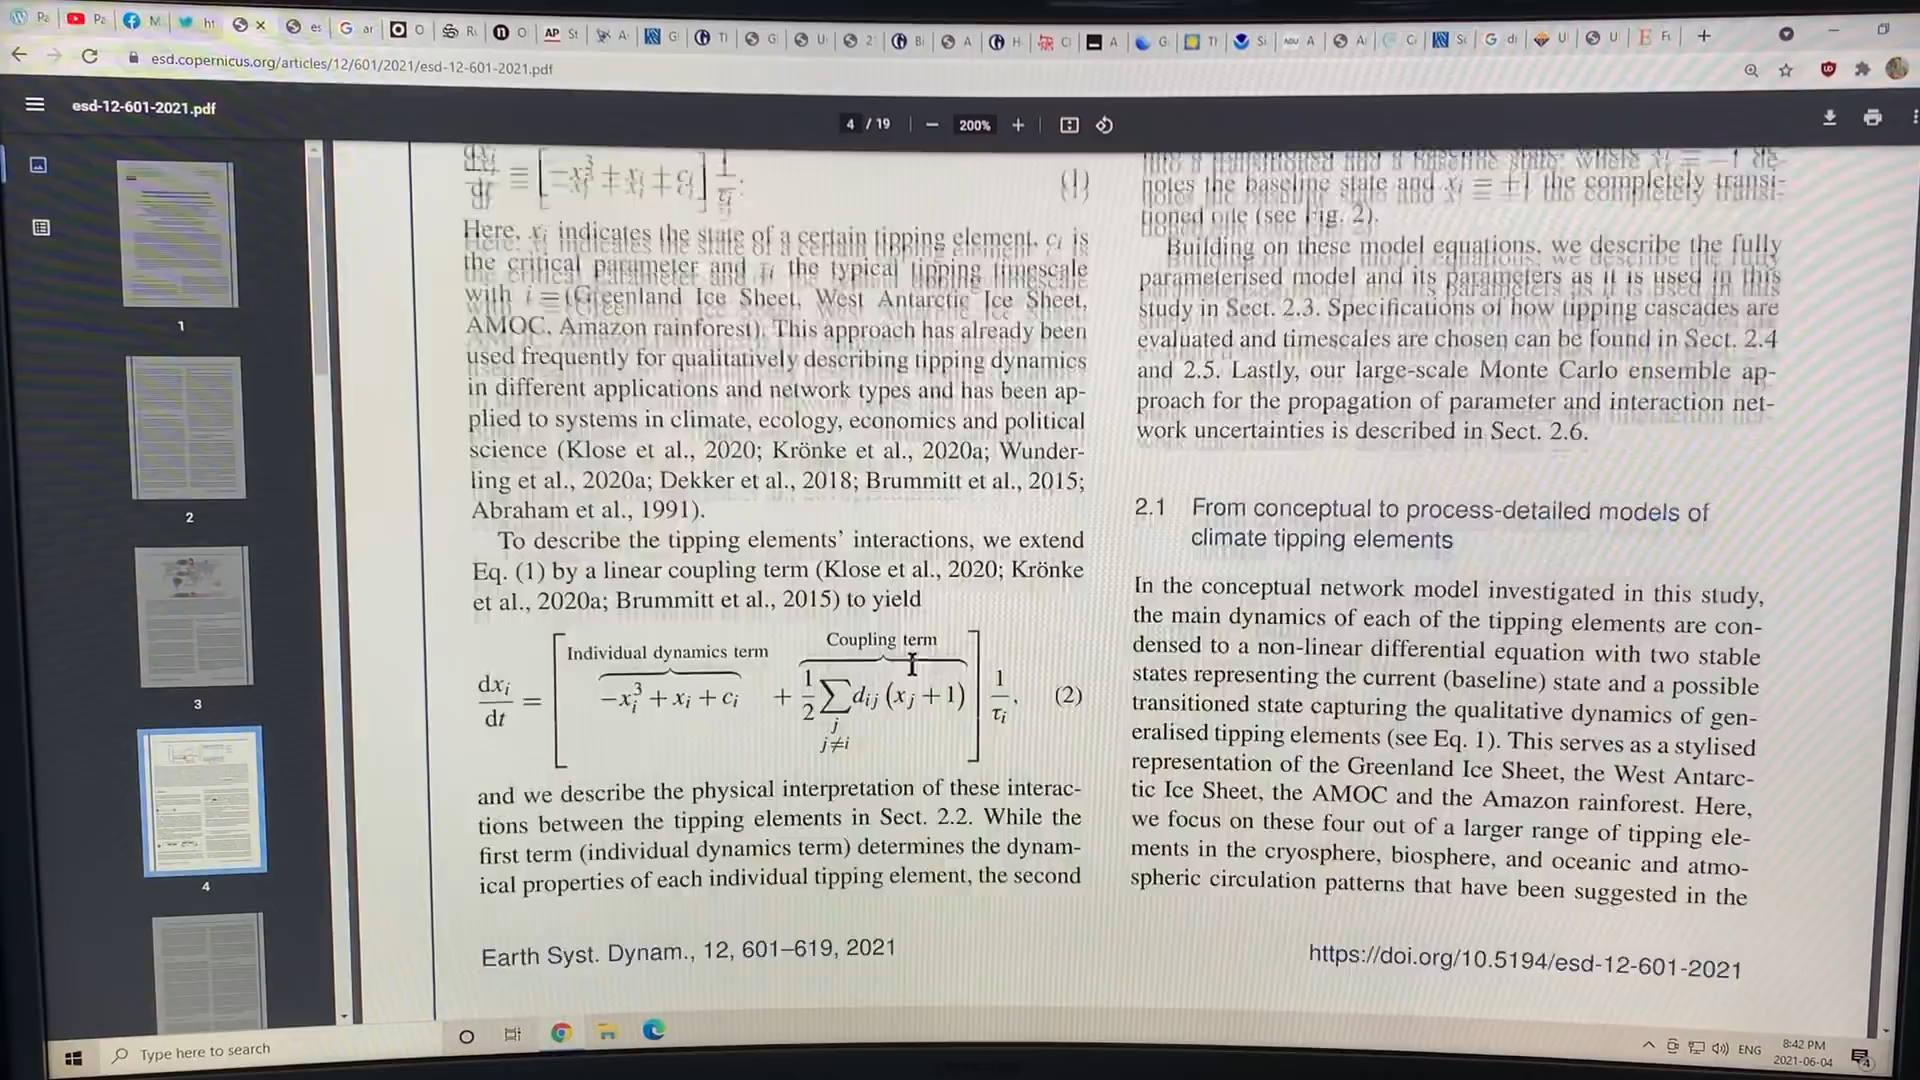 esd.copernicus.org/articles/12/601/2021/esd-12-601-2021.pdf
esd-12-601-2021.pdf
4 / 19
200%
1
2
3
4
dxi/dt = [−xi³ + xi + ci] 1/τi. (1)
Here, xi indicates the state of a certain tipping element, ci is
the critical parameter and τi the typical tipping timescale
with i = (Greenland Ice Sheet, West Antarctic Ice Sheet,
AMOC, Amazon rainforest). This approach has already been
used frequently for qualitatively describing tipping dynamics
in different applications and network types and has been ap-
plied to systems in climate, ecology, economics and political
science (Klose et al., 2020; Krönke et al., 2020a; Wunder-
ling et al., 2020a; Dekker et al., 2018; Brummitt et al., 2015;
Abraham et al., 1991).
To describe the tipping elements' interactions, we extend
Eq. (1) by a linear coupling term (Klose et al., 2020; Krönke
et al., 2020a; Brummitt et al., 2015) to yield
Individual dynamics term Coupling term
dxi/dt = [−xi³ + xi + ci + 1/2 ∑ dij (xj + 1)] 1/τi, (2)
j
j≠i
and we describe the physical interpretation of these interac-
tions between the tipping elements in Sect. 2.2. While the
first term (individual dynamics term) determines the dynam-
ical properties of each individual tipping element, the second
Earth Syst. Dynam., 12, 601–619, 2021
into a transitioned and a baseline state, where xi = −1 de-
notes the baseline state and xi = +1 the completely transi-
tioned one (see Fig. 2).
Building on these model equations, we describe the fully
parameterised model and its parameters as it is used in this
study in Sect. 2.3. Specifications of how tipping cascades are
evaluated and timescales are chosen can be found in Sect. 2.4
and 2.5. Lastly, our large-scale Monte Carlo ensemble ap-
proach for the propagation of parameter and interaction net-
work uncertainties is described in Sect. 2.6.
2.1 From conceptual to process-detailed models of
climate tipping elements
In the conceptual network model investigated in this study,
the main dynamics of each of the tipping elements are con-
densed to a non-linear differential equation with two stable
states representing the current (baseline) state and a possible
transitioned state capturing the qualitative dynamics of gen-
eralised tipping elements (see Eq. 1). This serves as a stylised
representation of the Greenland Ice Sheet, the West Antarc-
tic Ice Sheet, the AMOC and the Amazon rainforest. Here,
we focus on these four out of a larger range of tipping ele-
ments in the cryosphere, biosphere, and oceanic and atmo-
spheric circulation patterns that have been suggested in the
https://doi.org/10.5194/esd-12-601-2021
Type here to search
ENG
8:42 PM
2021-06-04